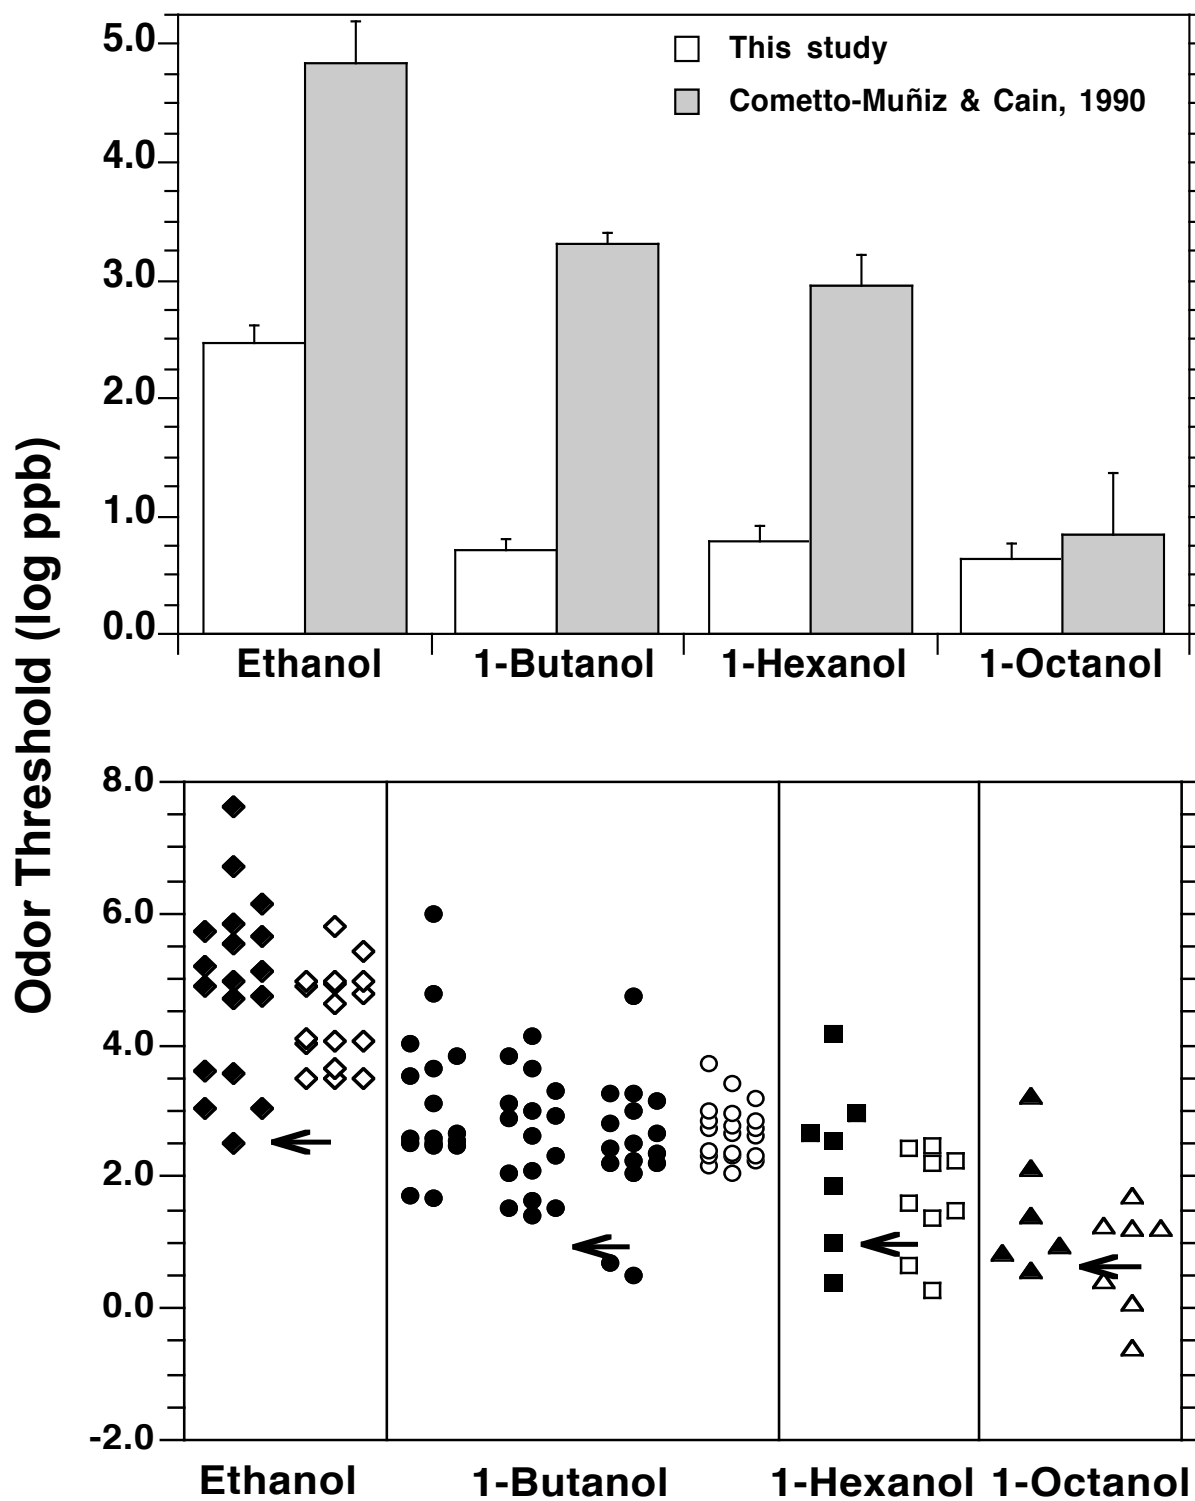 Odor Threshold (log ppb)
5.0
4.0
3.0
2.0
1.0
0.0
This study
Cometto-Muñiz & Cain, 1990
Ethanol 1-Butanol 1-Hexanol 1-Octanol
8.0
6.0
4.0
2.0
0.0
-2.0
Ethanol 1-Butanol 1-Hexanol 1-Octanol